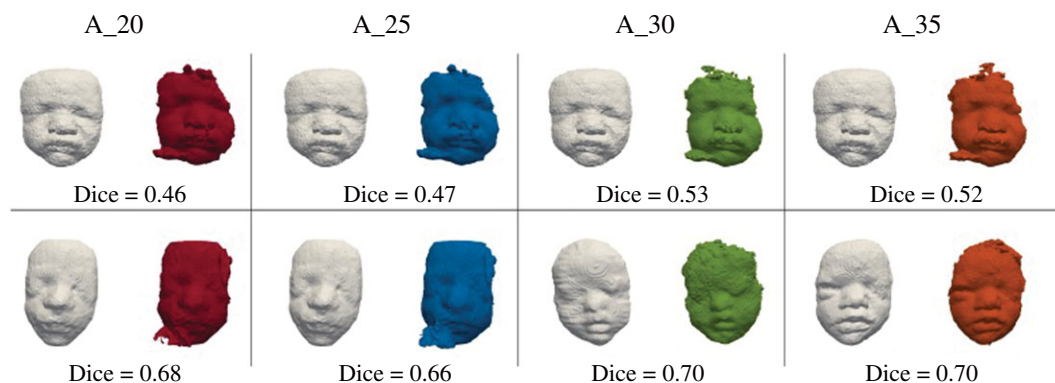 A_20 A_25 A_30 A_35
Dice = 0.46 Dice = 0.47 Dice = 0.53 Dice = 0.52
Dice = 0.68 Dice = 0.66 Dice = 0.70 Dice = 0.70